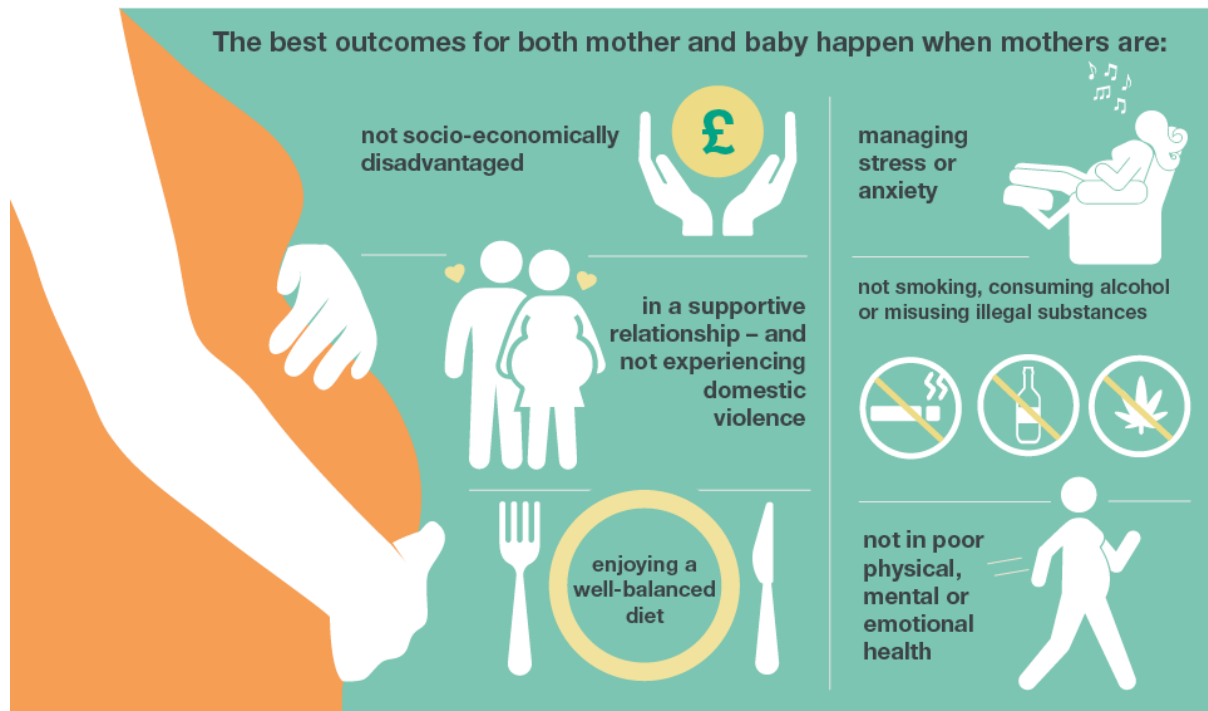 The best outcomes for both mother and baby happen when mothers are:
not socio-economically
disadvantaged
£
in a supportive
relationship – and
not experiencing
domestic
violence
enjoying a
well-balanced
diet
managing
stress or
anxiety
not smoking, consuming alcohol
or misusing illegal substances
not in poor
physical,
mental or
emotional
health